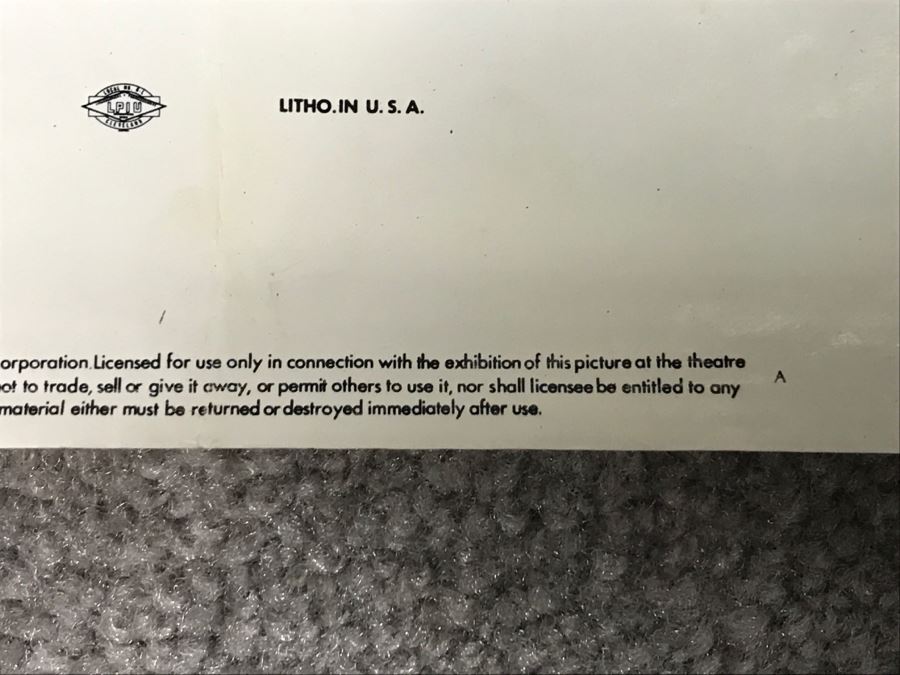 LPIU
CLEVELAND
LITHO.IN U. S. A.
orporation.Licensed for use only in connection with the exhibition of this picture at the theatre
ot to trade, sell or give it away, or permit others to use it, nor shall licensee be entitled to any
material either must be returned or destroyed immediately after use.
A